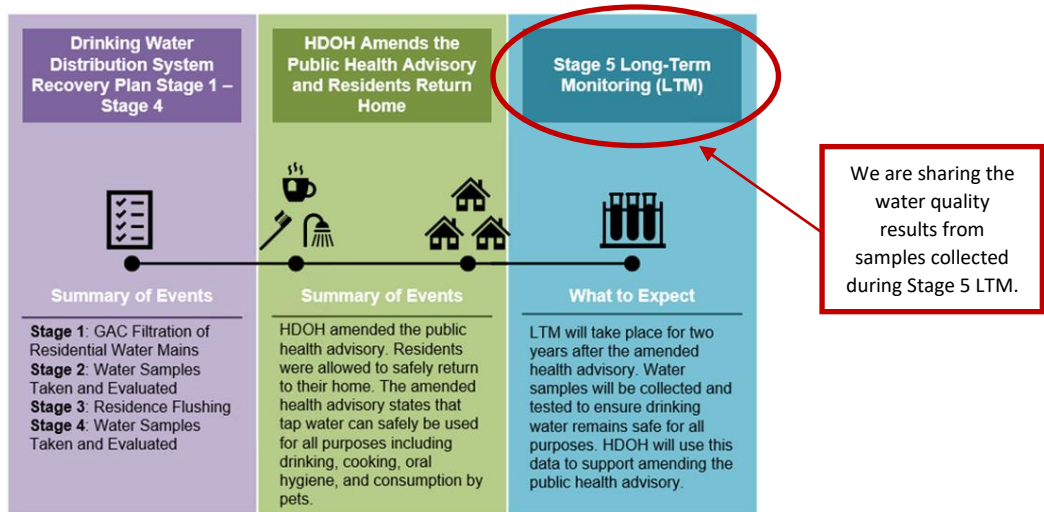 Drinking Water
Distribution System
Recovery Plan Stage 1 –
Stage 4
Summary of Events
Stage 1: GAC Filtration of
Residential Water Mains
Stage 2: Water Samples
Taken and Evaluated
Stage 3: Residence Flushing
Stage 4: Water Samples
Taken and Evaluated
HDOH Amends the
Public Health Advisory
and Residents Return
Home
Summary of Events
HDOH amended the public
health advisory. Residents
were allowed to safely return
to their home. The amended
health advisory states that
tap water can safely be used
for all purposes including
drinking, cooking, oral
hygiene, and consumption by
pets.
Stage 5 Long-Term
Monitoring (LTM)
What to Expect
LTM will take place for two
years after the amended
health advisory. Water
samples will be collected and
tested to ensure drinking
water remains safe for all
purposes. HDOH will use this
data to support amending the
public health advisory.
We are sharing the
water quality
results from
samples collected
during Stage 5 LTM.